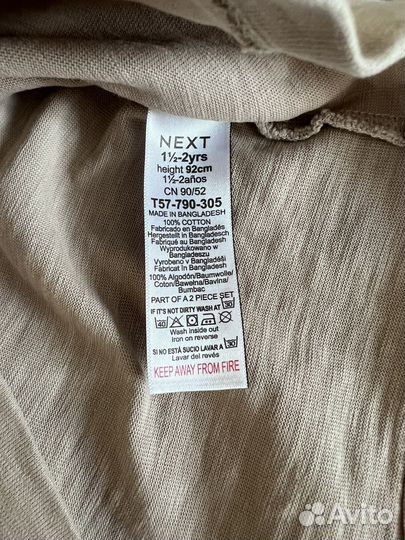 NEXT
1½-2yrs
height 92cm
1½-2años
CN 90/52
T57-790-305
MADE IN BANGLADESH
100% COTTON
Fabricado en Bangladés
Hergestellt in Bangladesch
Fabriqué au Bangladesh
Wyprodukowano w
Bangladeszu
Vyrobeno v Bangladéši
Fabricat în Bangladesh
100% Algodón/Baumwolle/
Coton/Bawełna/Bavlna/
Bumbac
PART OF A 2 PIECE SET
IF IT'S NOT DIRTY WASH AT 30
40
Wash inside out
Iron on reverse
SI NO ESTÁ SUCIO LAVAR A 30
Lavar del revés
KEEP AWAY FROM FIRE
Avito